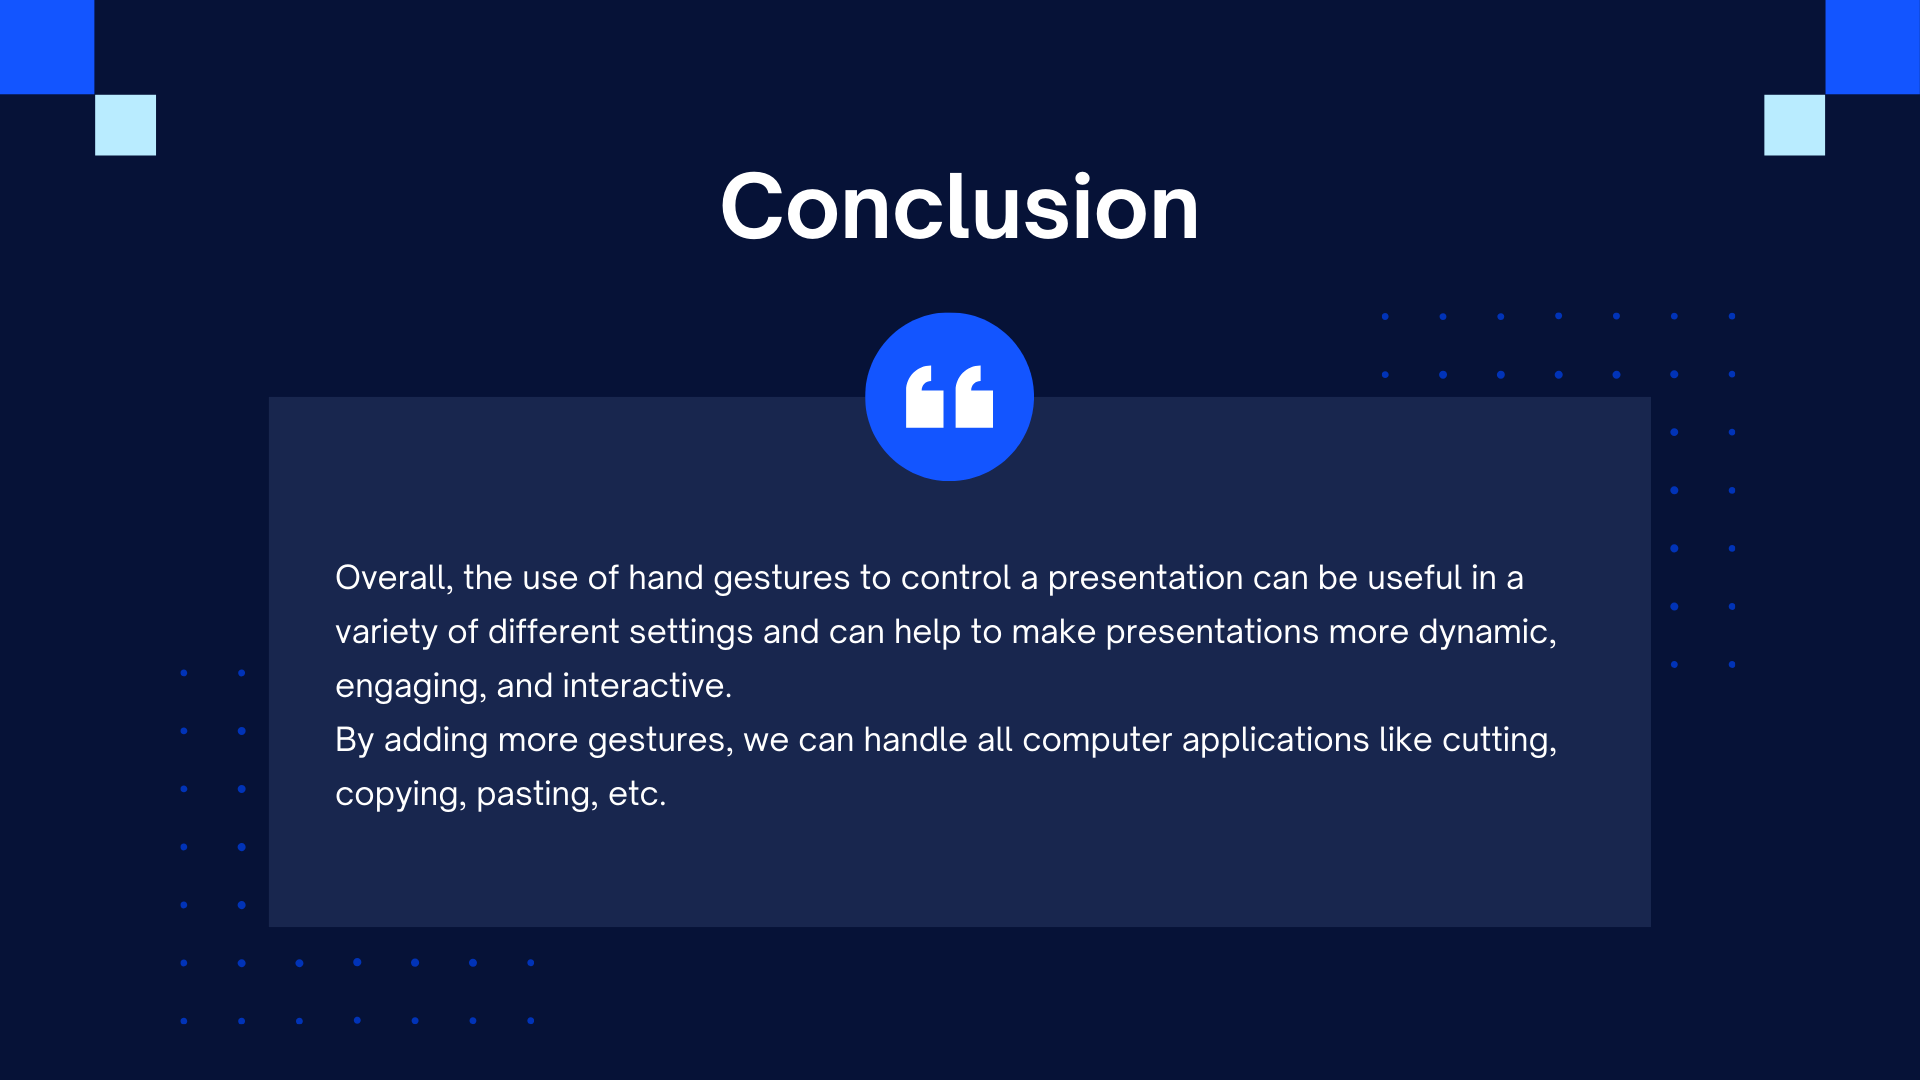 Conclusion
Overall, the use of hand gestures to control a presentation can be useful in a
variety of different settings and can help to make presentations more dynamic,
engaging, and interactive.
By adding more gestures, we can handle all computer applications like cutting,
copying, pasting, etc.